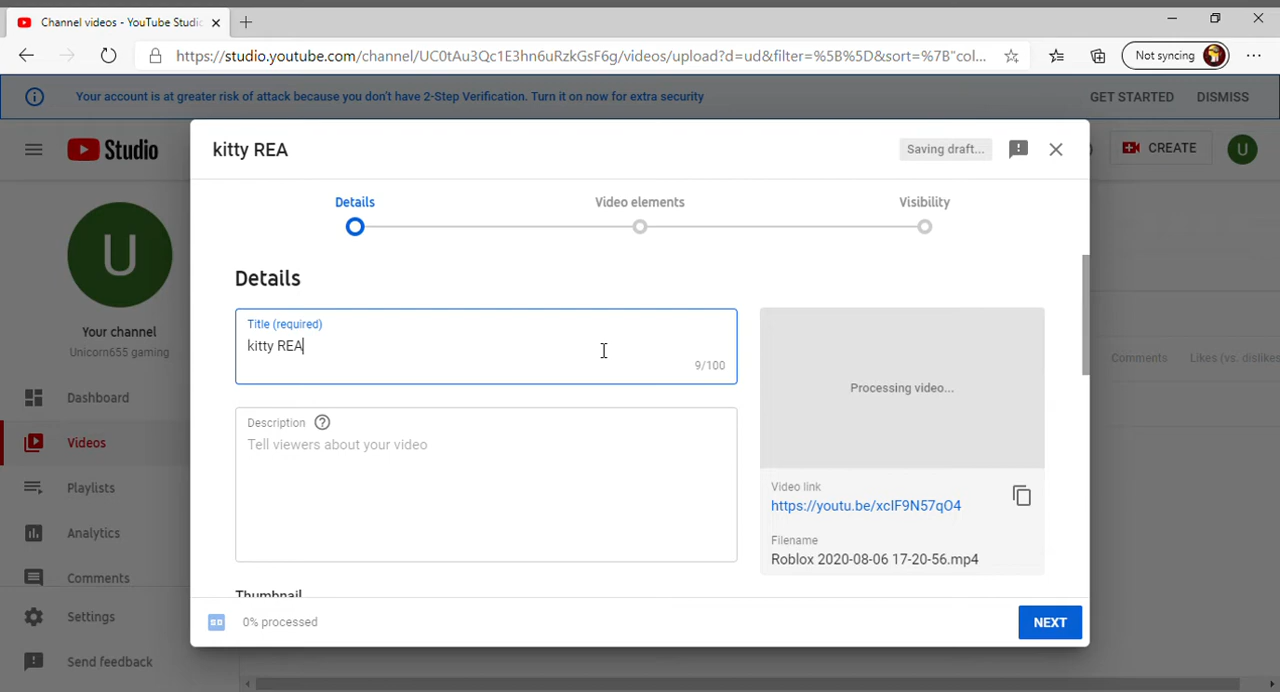 Channel videos - YouTube Studio
https://studio.youtube.com/channel/UC0tAu3Qc1E3hn6uRzkGsF6g/videos/upload?d=ud&filter=%5B%5D&sort=%7B"col...
Not syncing
Your account is at greater risk of attack because you don't have 2-Step Verification. Turn it on now for extra security
GET STARTED
DISMISS
Studio
kitty REA
Saving draft...
CREATE
U
U
Your channel
Unicorn655 gaming
Dashboard
Videos
Playlists
Analytics
Comments
Settings
Send feedback
Details
Video elements
Visibility
Details
Title (required)
kitty REA
9/100
Description
Tell viewers about your video
Thumbnail
Processing video...
Video link
https://youtu.be/xcIF9N57qO4
Filename
Roblox 2020-08-06 17-20-56.mp4
Comments
Likes (vs. dislikes
SD
0% processed
NEXT